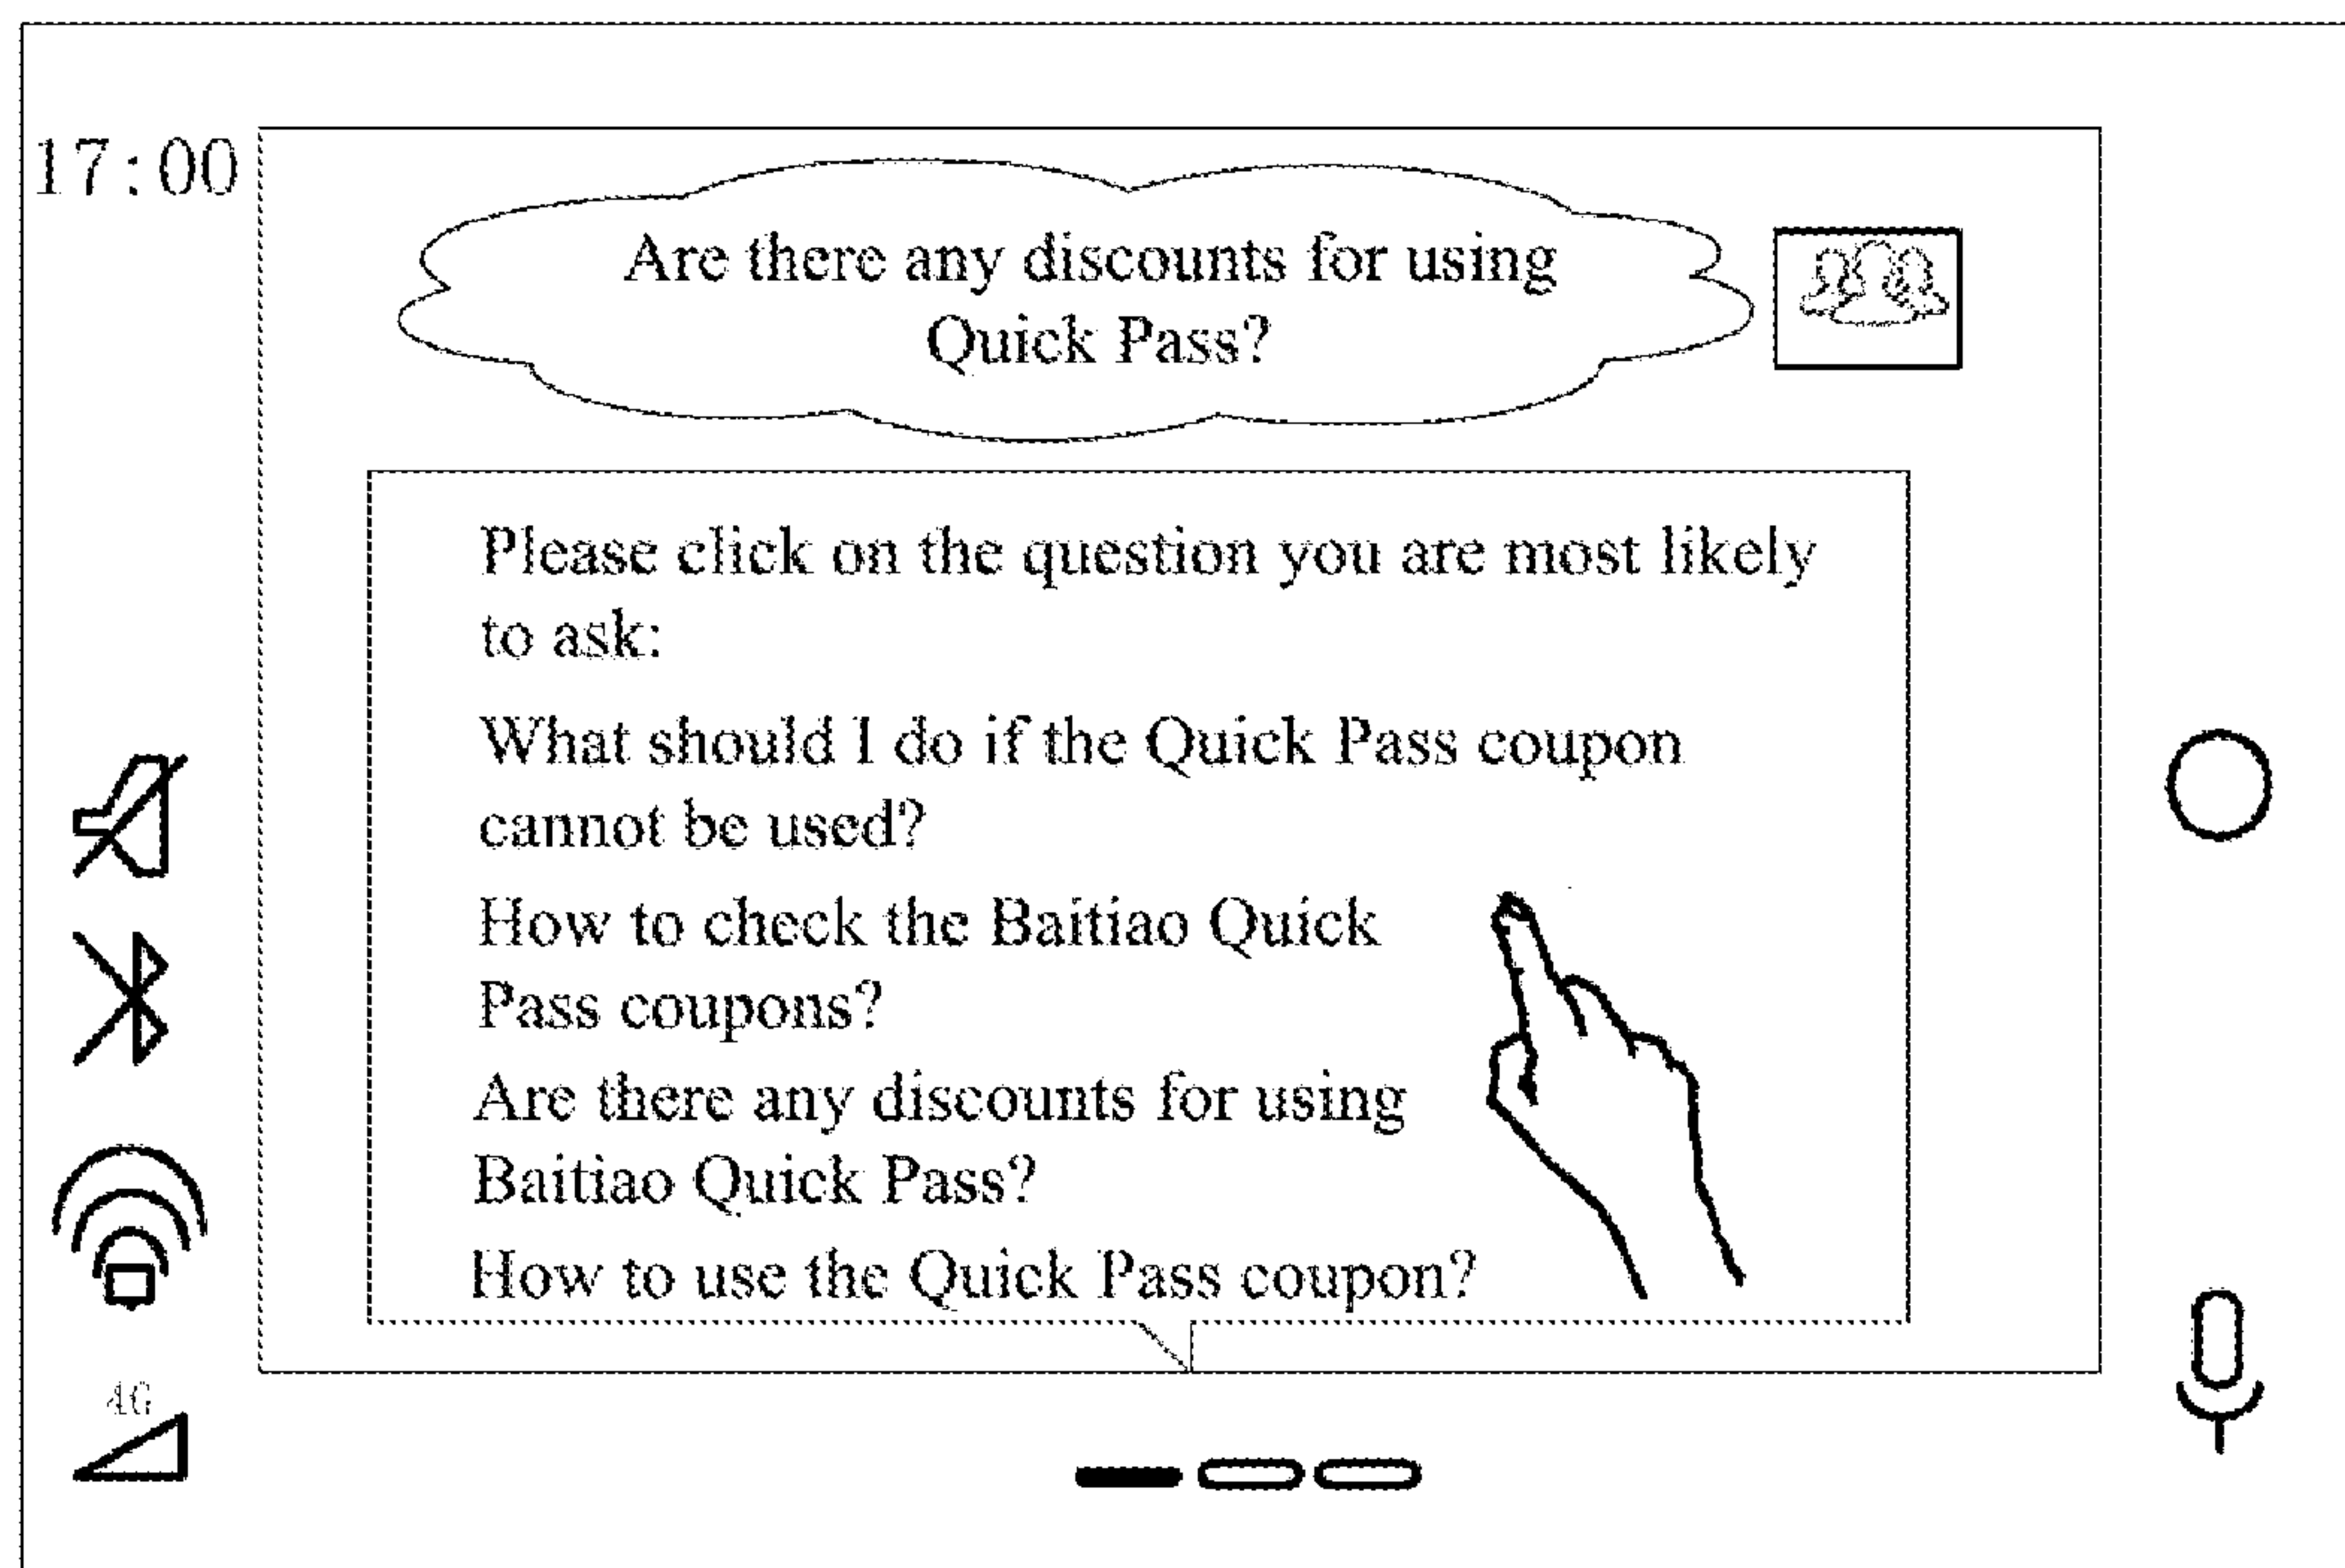 17:00
Are there any discounts for using
Quick Pass?
Please click on the question you are most likely
to ask:
What should I do if the Quick Pass coupon
cannot be used?
How to check the Baitiao Quick
Pass coupons?
Are there any discounts for using
Baitiao Quick Pass?
How to use the Quick Pass coupon?
4G